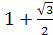 1 + √3/2